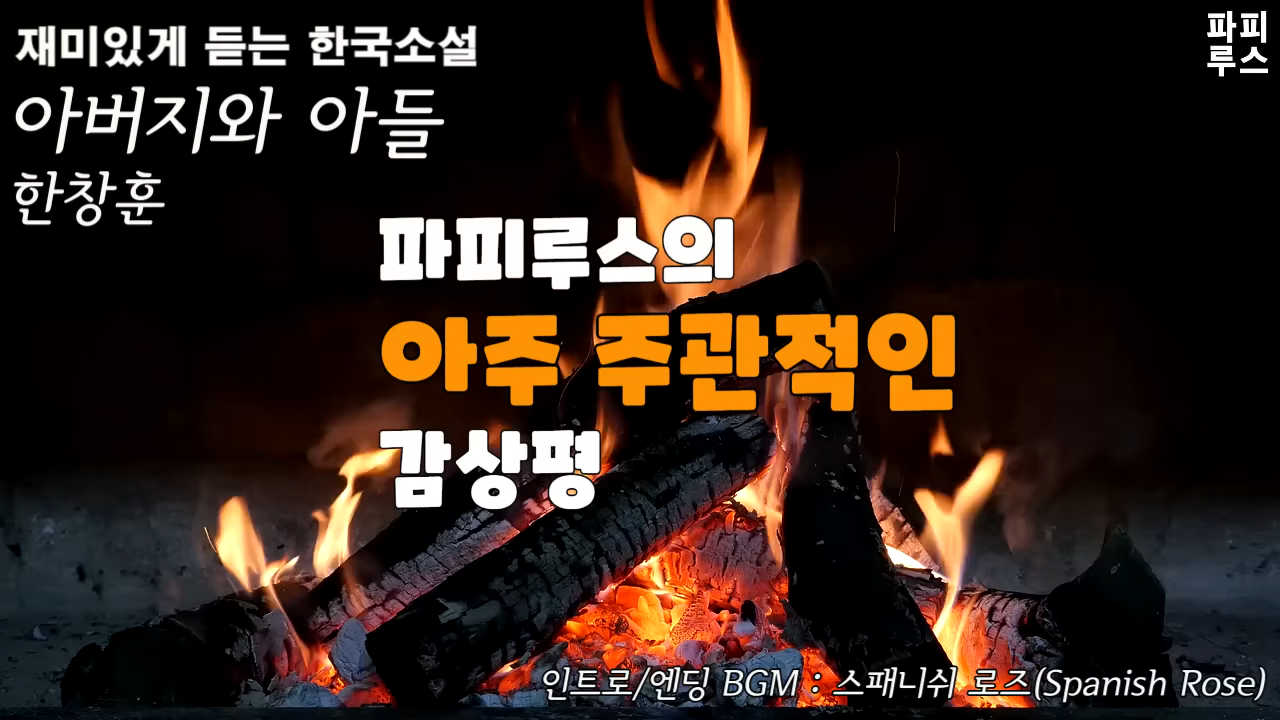 재미있게 듣는 한국소설
아버지와 아들
한창훈
파피
루스
파피루스의
아주 주관적인
감상평
인트로/엔딩 BGM : 스패니쉬 로즈(Spanish Rose)